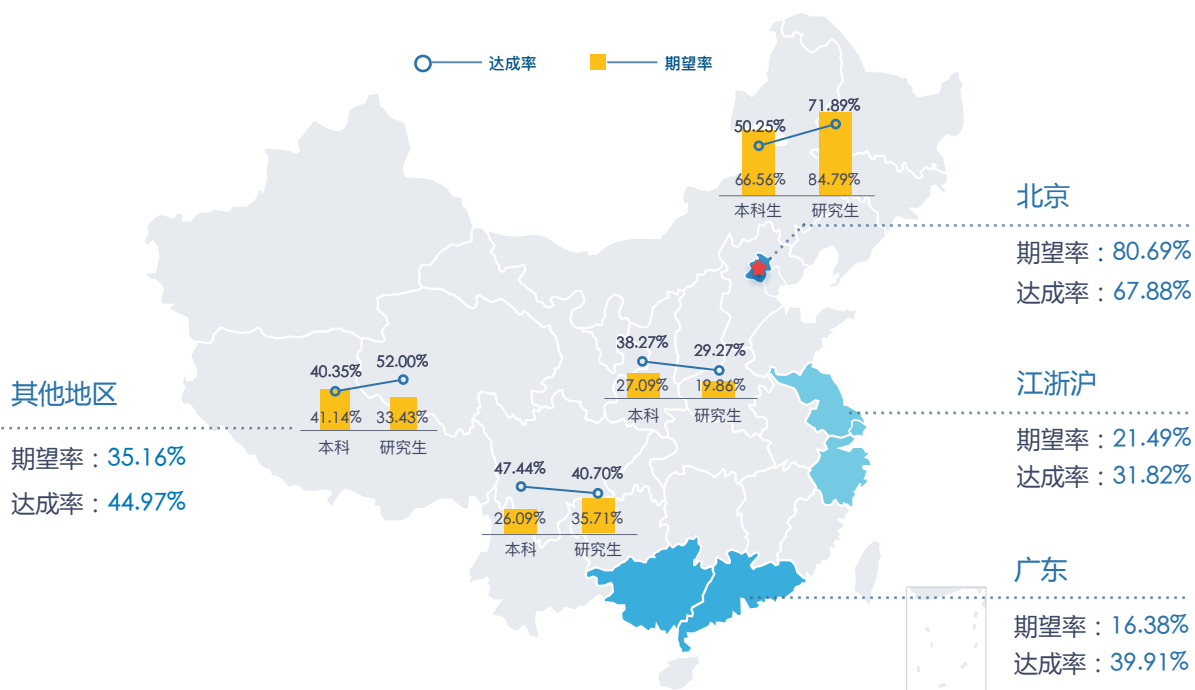 达成率 期望率
50.25% 71.89%
66.56% 84.79%
本科生 研究生
北京
期望率：80.69%
达成率：67.88%
38.27% 29.27%
27.09% 19.86%
本科 研究生
江浙沪
期望率：21.49%
达成率：31.82%
40.35% 52.00%
41.14% 33.43%
本科 研究生
其他地区
期望率：35.16%
达成率：44.97%
47.44% 40.70%
26.09% 35.71%
本科 研究生
广东
期望率：16.38%
达成率：39.91%